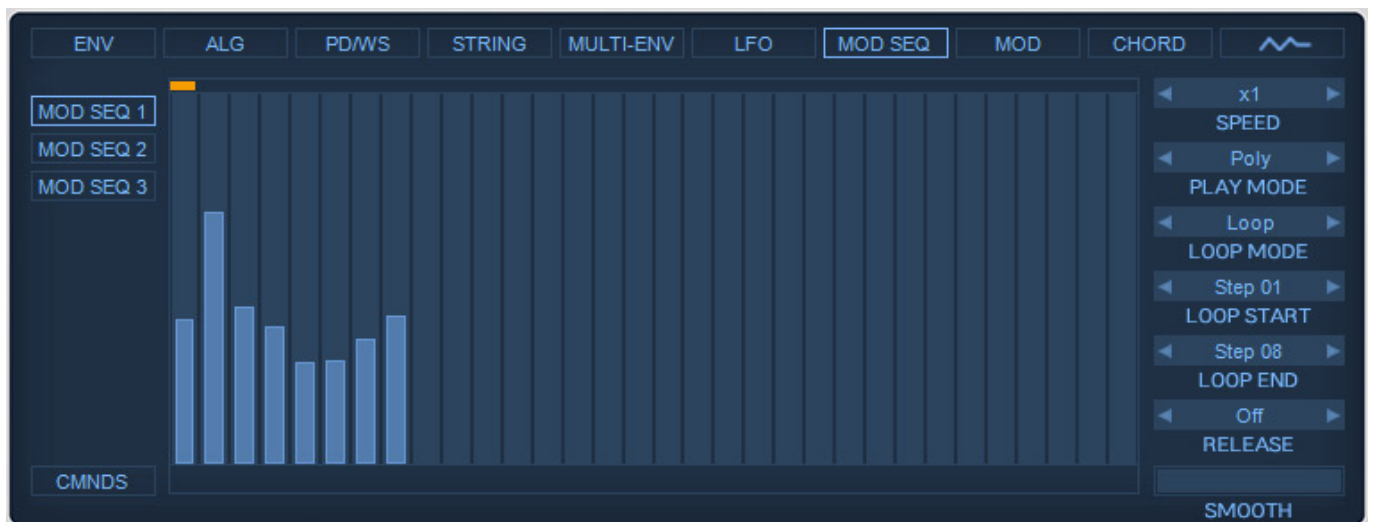 ENV ALG PD/WS STRING MULTI-ENV LFO MOD SEQ MOD CHORD
MOD SEQ 1
MOD SEQ 2
MOD SEQ 3
CMNDS
x1
SPEED
Poly
PLAY MODE
Loop
LOOP MODE
Step 01
LOOP START
Step 08
LOOP END
Off
RELEASE
SMOOTH